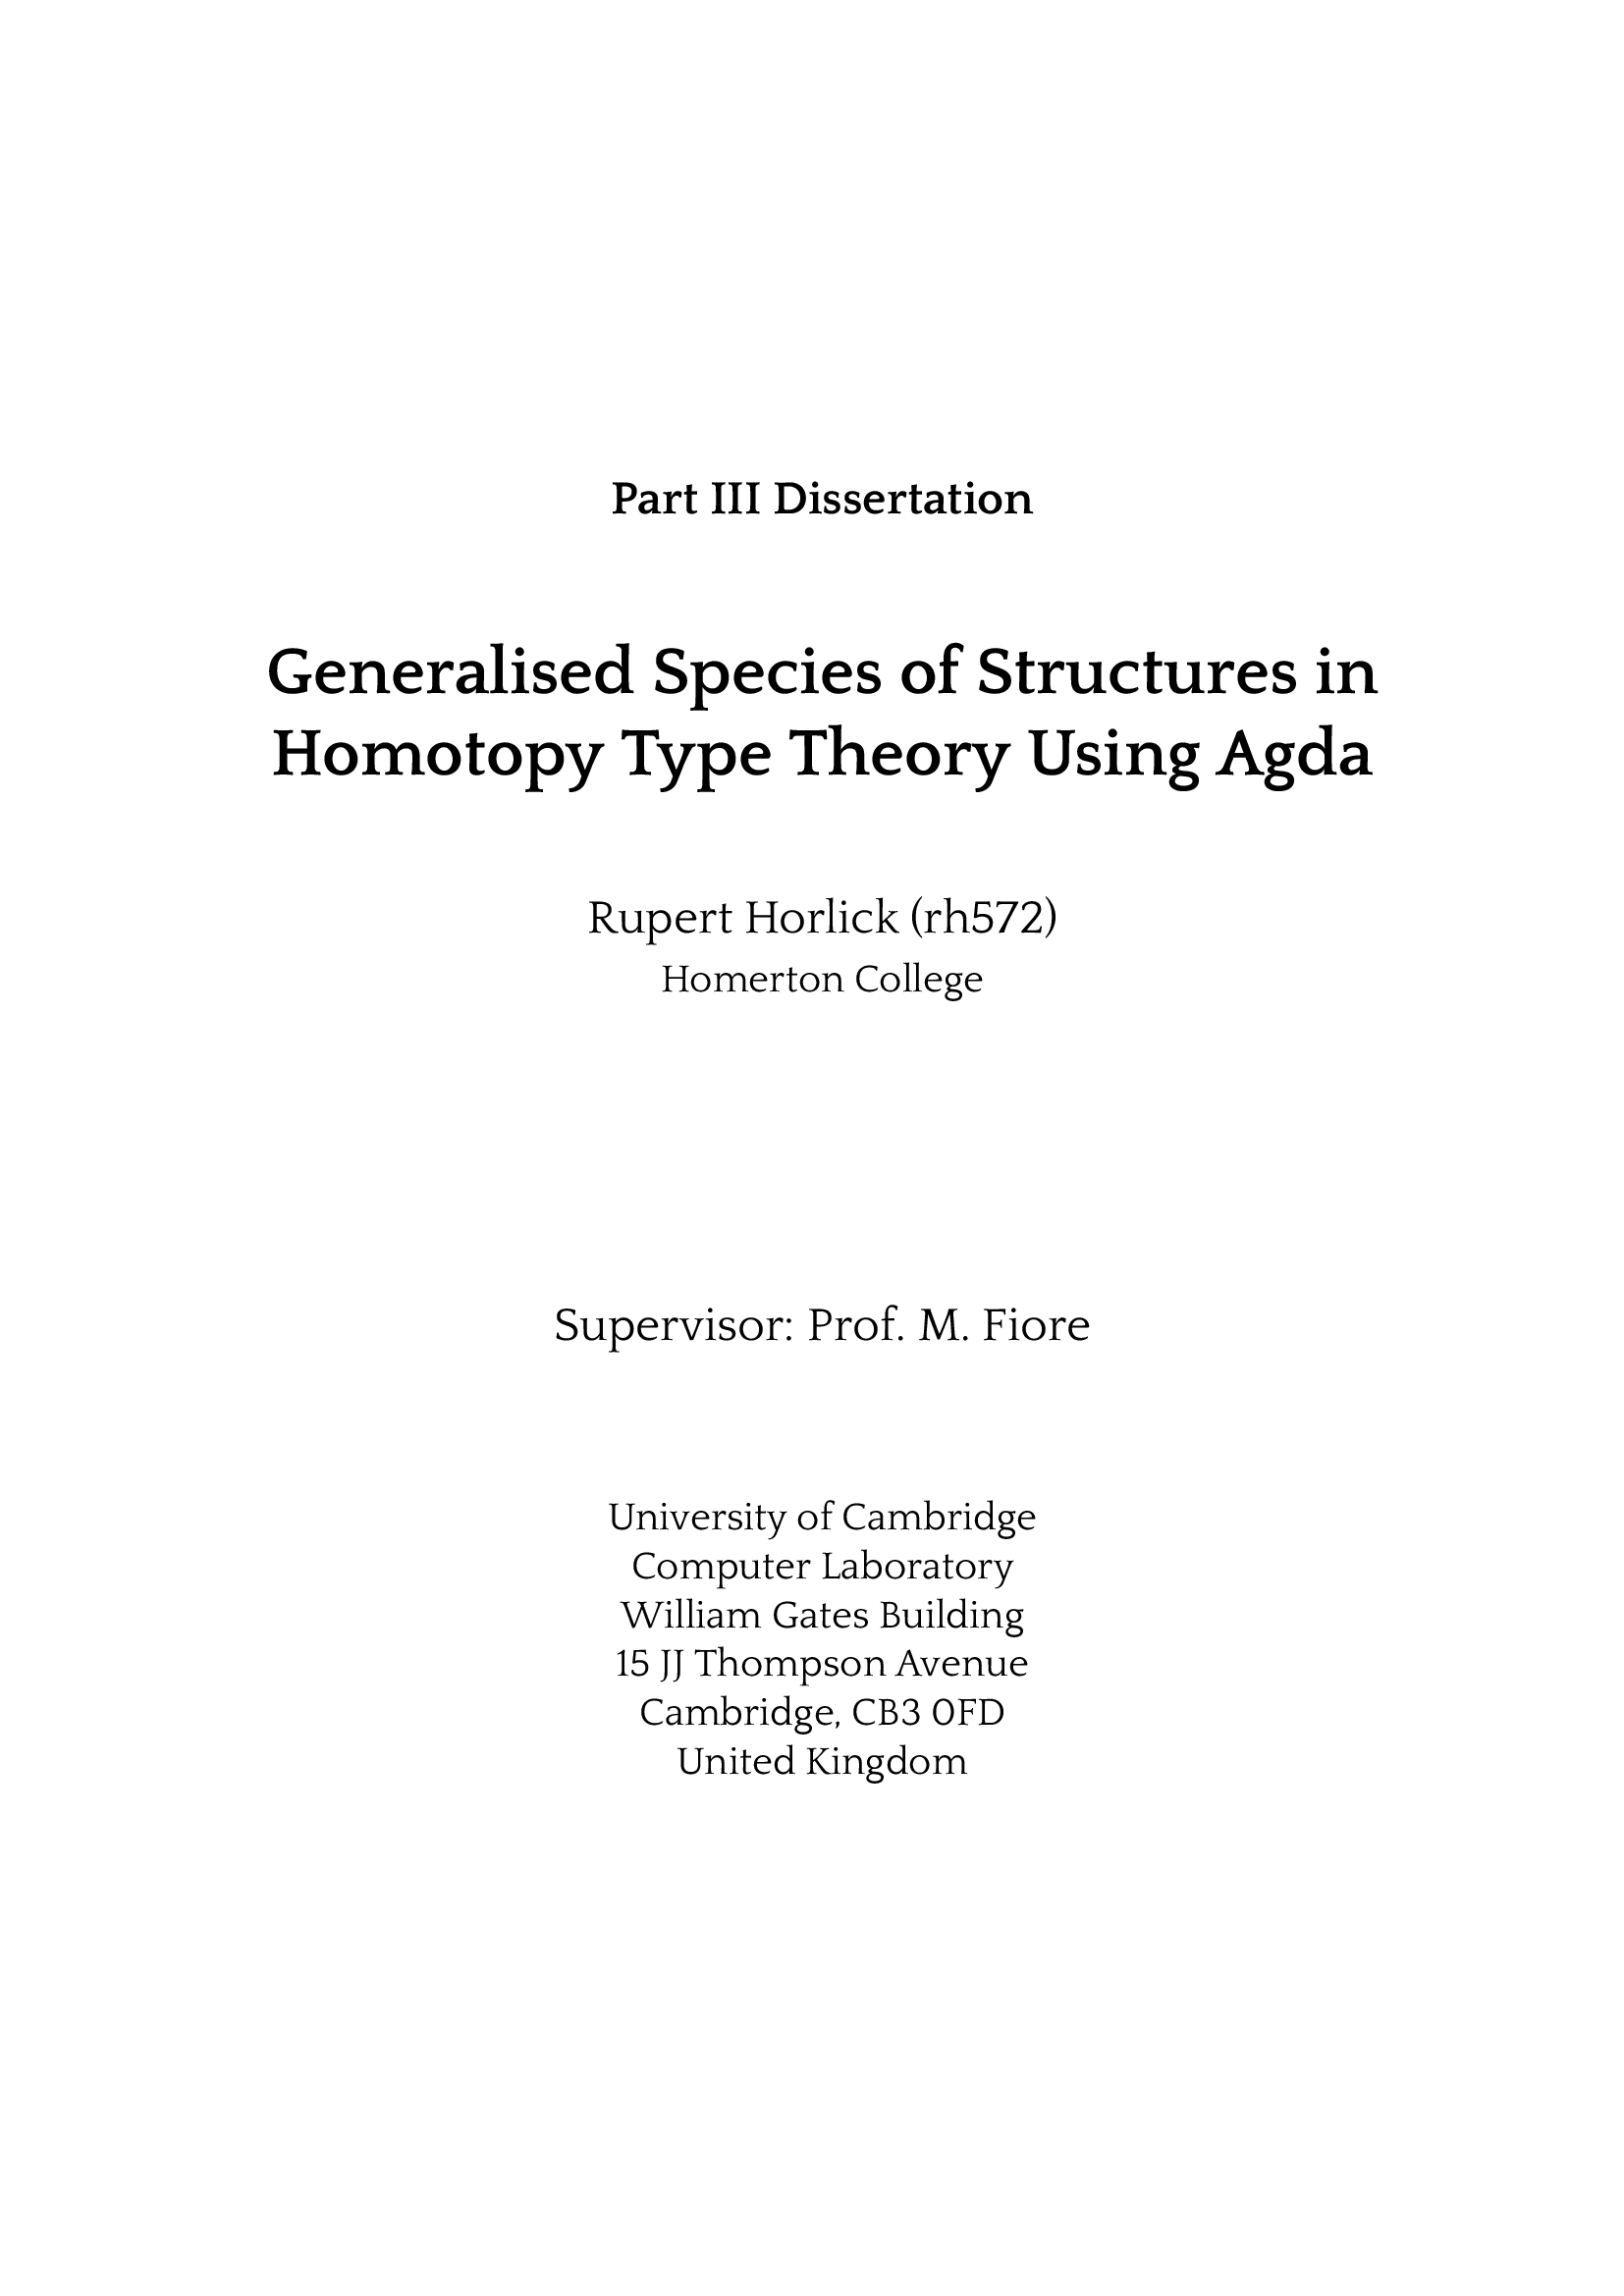 Part III Dissertation
Generalised Species of Structures in
Homotopy Type Theory Using Agda
Rupert Horlick (rh572)
Homerton College
Supervisor: Prof. M. Fiore
University of Cambridge
Computer Laboratory
William Gates Building
15 JJ Thompson Avenue
Cambridge, CB3 0FD
United Kingdom